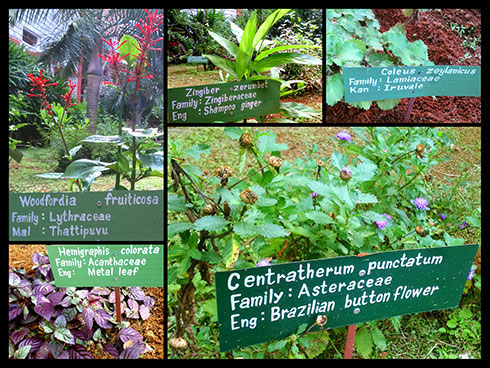 Woodfordia fruiticosa
Family: Lythraceae
Mal : Thattipuvu
Zingiber zerumbet
Family : Zingiberaceae
Eng : Shampoo ginger
Coleus - zeylanicus
Family: Lamiaceae
Kan : Iruvale
Hemigraphis colorata
Family: Acanthaceae
Eng : Metal leaf
Centratherum punctatum
Family : Asteraceae
Eng: Brazilian button flower